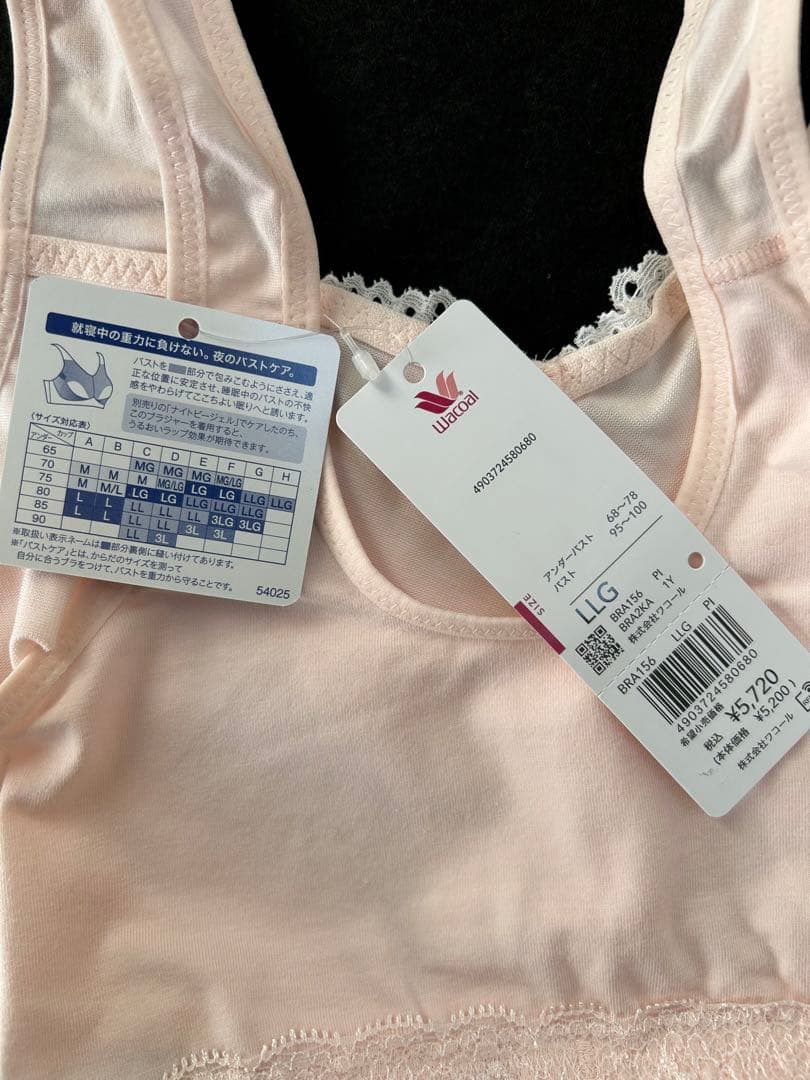 就寝中の重力に負けない。夜のバストケア。
バストを 部分で包みこむようにささえ、適
正な位置に安定させ、睡眠中のバストの不快
感をやわらげてここちよい眠りへと誘います。
別売りの「ナイトピージェル」でケアしたのち、
このブラジャーを着用すると、
うるおいラップ効果が期待できます。
〈サイズ対応表〉
アンダー カップ A B C D E F G H
65 MG MG MG MG/LG
70 M M M MG/LG LG LG LLG LLG
75 M M/L LG LG LLG LLG LLG
80 L L LL LL LL 3LG 3LG
85 L L LL LL 3L 3L
90 LL 3L
※取扱い表示ネームは 部分裏側に縫い付けてあります。
※「バストケア」とは、からだのサイズを測って
自分に合うブラをつけて、バストを重力から守ることです。
54025
Wacoal
4903724580680
アンダーバスト 68～78
バスト 95～100
SIZE
LLG
BRA156 PI
BRA2KA 1Y
株式会社ワコール
BRA156 LLG PI
4903724580680
希望小売価格
税込 ¥5,720
(本体価格 ¥5,200)
株式会社ワコール